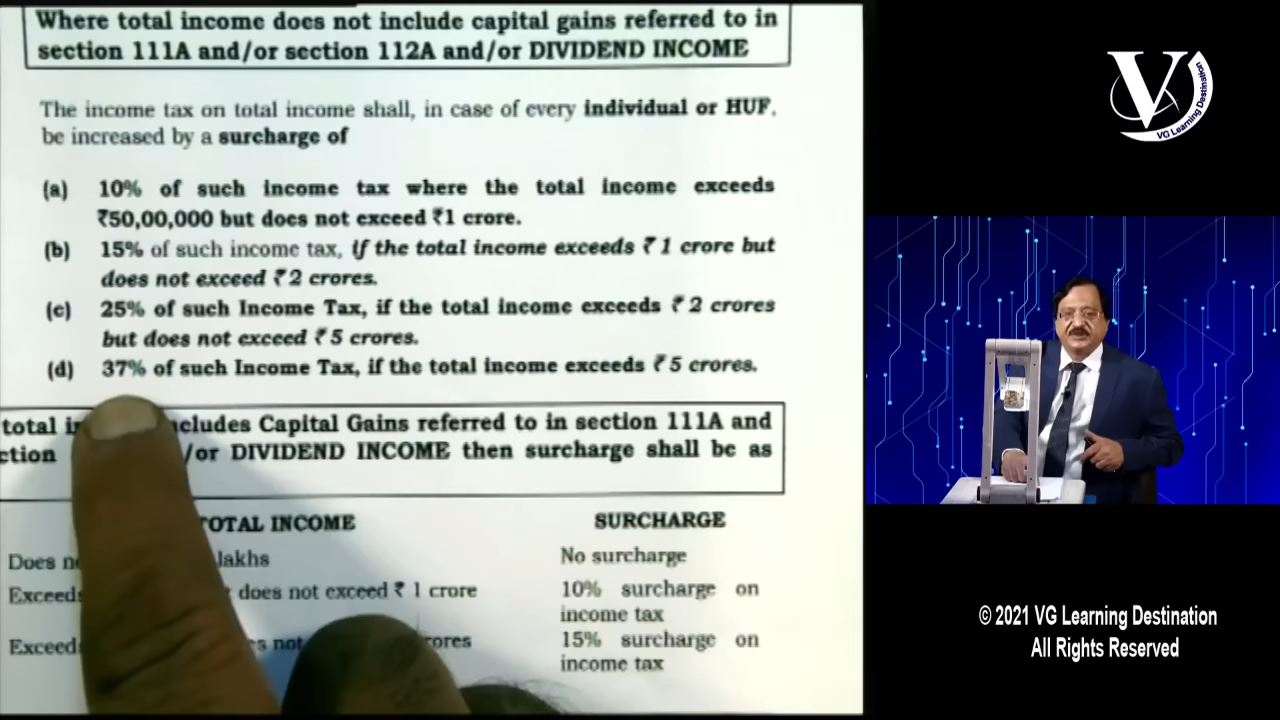 Where total income does not include capital gains referred to in
section 111A and/or section 112A and/or DIVIDEND INCOME
The income tax on total income shall, in case of every individual or HUF,
be increased by a surcharge of
(a) 10% of such income tax where the total income exceeds
₹50,00,000 but does not exceed ₹1 crore.
(b) 15% of such income tax, if the total income exceeds ₹ 1 crore but
does not exceed ₹ 2 crores.
(c) 25% of such Income Tax, if the total income exceeds ₹ 2 crores
but does not exceed ₹ 5 crores.
(d) 37% of such Income Tax, if the total income exceeds ₹ 5 crores.
total Capital Gains referred to in section 111A and
/or DIVIDEND INCOME then surcharge shall be as
TOTAL INCOME SURCHARGE
Does lakhs No surcharge
does not exceed ₹ 1 crore 10% surcharge on
income tax
not 15% surcharge on
income tax
V
VG Learning Destination
© 2021 VG Learning Destination
All Rights Reserved